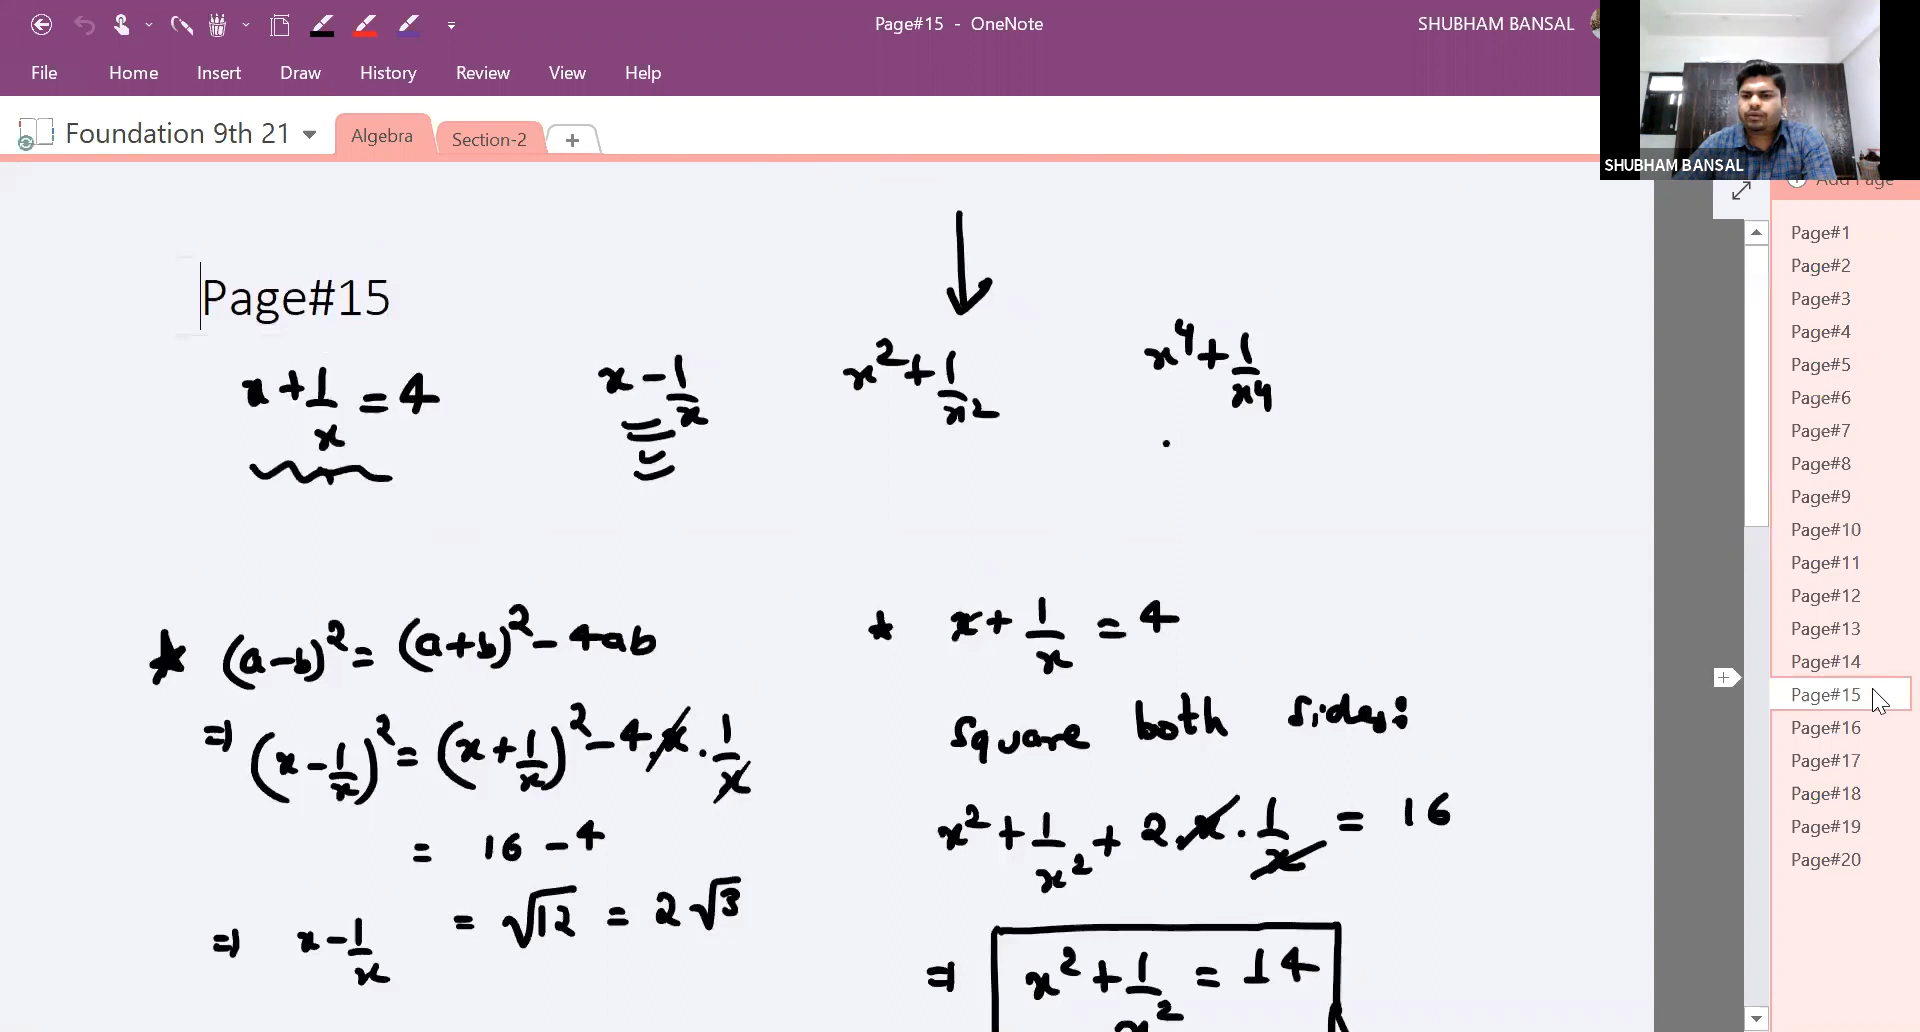 Page#15 - OneNote
SHUBHAM BANSAL
File Home Insert Draw History Review View Help
SHUBHAM BANSAL
Foundation 9th 21
Algebra
Section-2
Add Page
Page#1
Page#2
Page#3
Page#4
Page#5
Page#6
Page#7
Page#8
Page#9
Page#10
Page#11
Page#12
Page#13
Page#14
Page#15
Page#16
Page#17
Page#18
Page#19
Page#20
Page#15
x + 1/x = 4
x - 1/x
x² + 1/x²
x⁴ + 1/x⁴
★ (a-b)² = (a+b)² - 4ab
⇒ (x - 1/x)² = (x + 1/x)² - 4.x . 1/x
= 16 - 4
⇒ x - 1/x = √12 = 2√3
★ x + 1/x = 4
Square both sides:
x² + 1/x² + 2.x . 1/x = 16
⇒ x² + 1/x² = 14